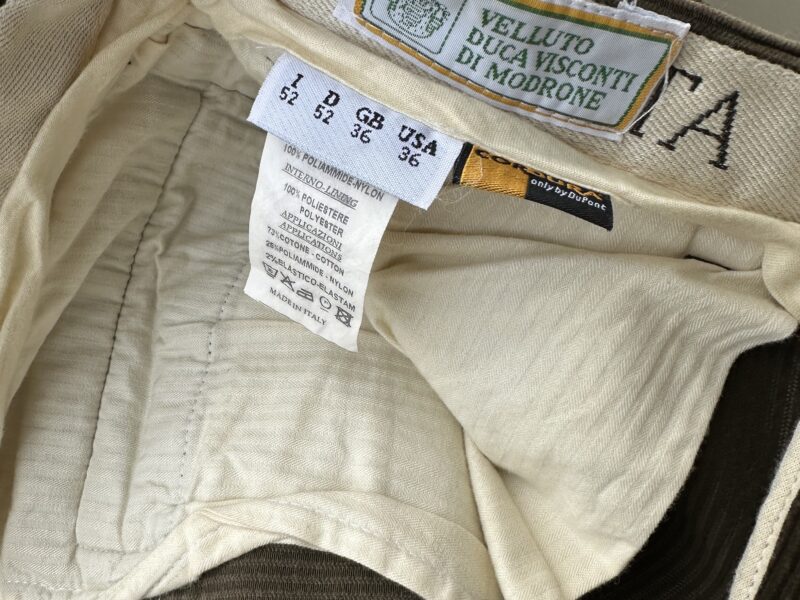 VELLUTO
DUCA VISCONTI
DI MODRONE
TA
I D GB USA
52 52 36 36
CORDURA
only by DuPont
100% POLIAMMIDE-NYLON
INTERNO-LINING
100% POLIESTERE
POLYESTER
APPLICAZIONI
APPLICATIONS
73%COTONE - COTTON
25%POLIAMMIDE - NYLON
2%ELASTICO-ELASTAM
MADE IN ITALY